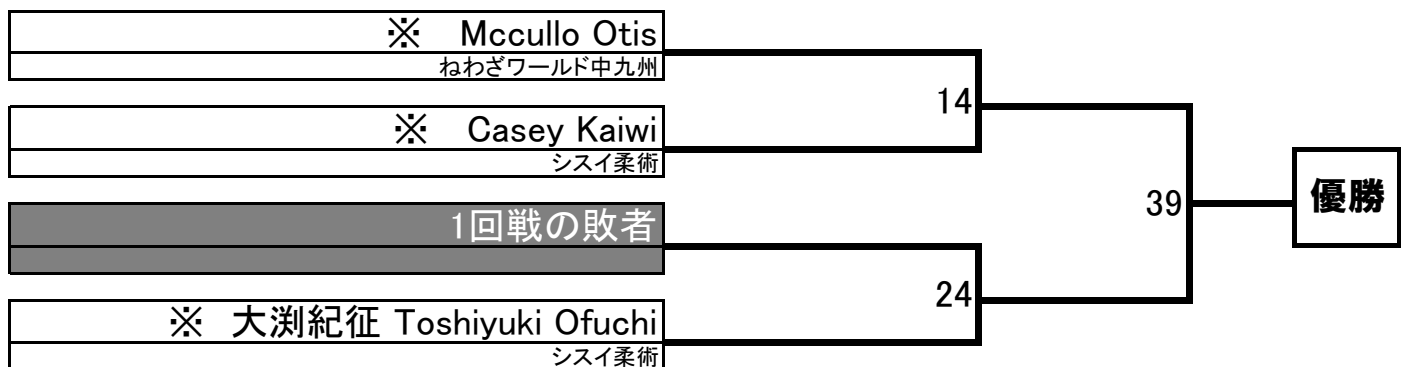 ※ Mccullo Otis
ねわざワールド中九州
14
※ Casey Kaiwi
シスイ柔術
39
優勝
1回戦の敗者
24
※ 大渕紀征 Toshiyuki Ofuchi
シスイ柔術